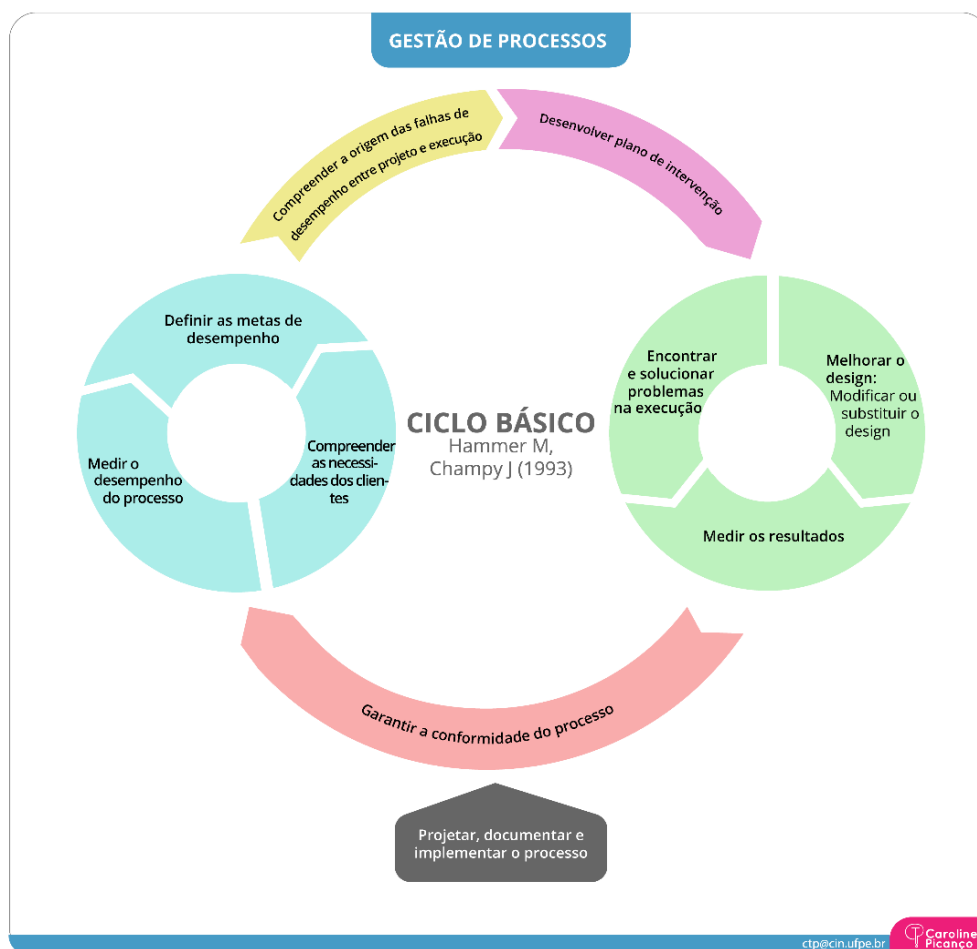 GESTÃO DE PROCESSOS
Compreender a origem das falhas de
desempenho entre projeto e execução
Desenvolver plano de intervenção
Definir as metas de
desempenho
Medir o
desempenho
do processo
Compreender
as necessi-
dades dos clien-
tes
CICLO BÁSICO
Hammer M,
Champy J (1993)
Encontrar
e solucionar
problemas
na execução
Melhorar o
design:
Modificar ou
substituir o
design
Medir os resultados
Garantir a conformidade do processo
Projetar, documentar e
implementar o processo
ctp@cin.ufpe.br
Caroline
Picanço